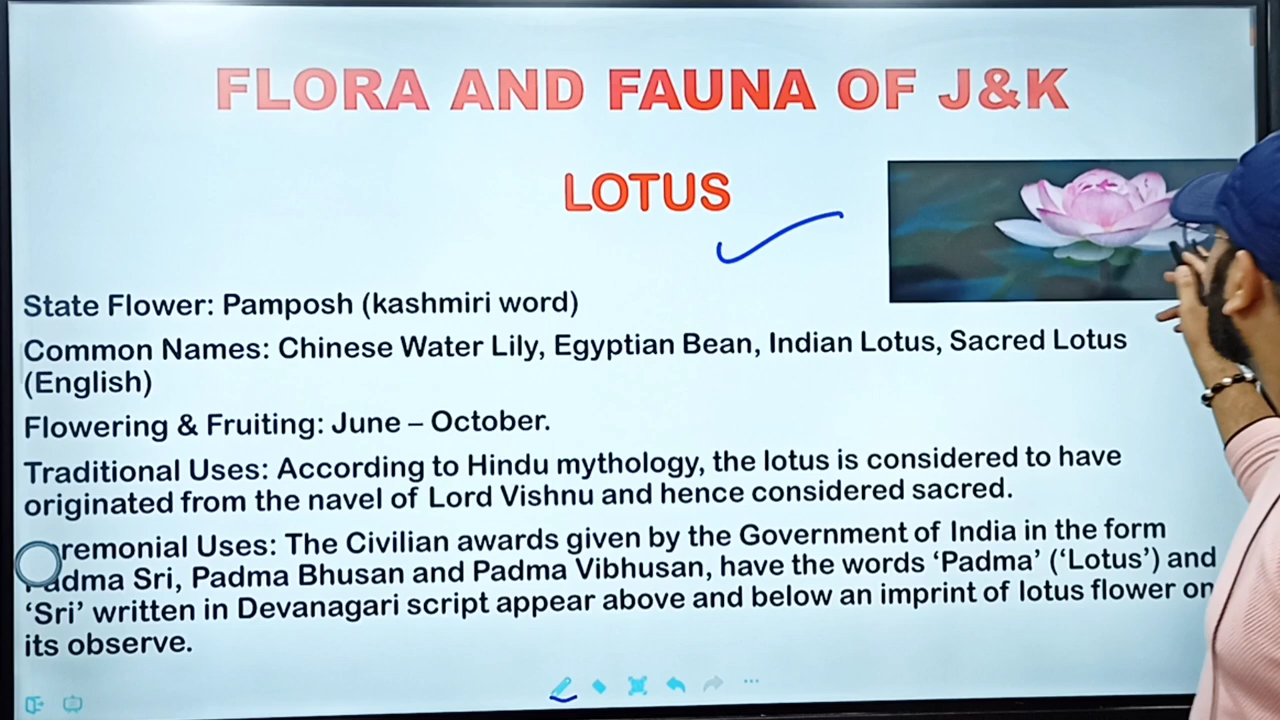 FLORA AND FAUNA OF J&K
LOTUS
State Flower: Pamposh (kashmiri word)
Common Names: Chinese Water Lily, Egyptian Bean, Indian Lotus, Sacred Lotus
(English)
Flowering & Fruiting: June – October.
Traditional Uses: According to Hindu mythology, the lotus is considered to have
originated from the navel of Lord Vishnu and hence considered sacred.
remonial Uses: The Civilian awards given by the Government of India in the form
Padma Sri, Padma Bhusan and Padma Vibhusan, have the words ‘Padma’ (‘Lotus’) and
‘Sri’ written in Devanagari script appear above and below an imprint of lotus flower on
its observe.